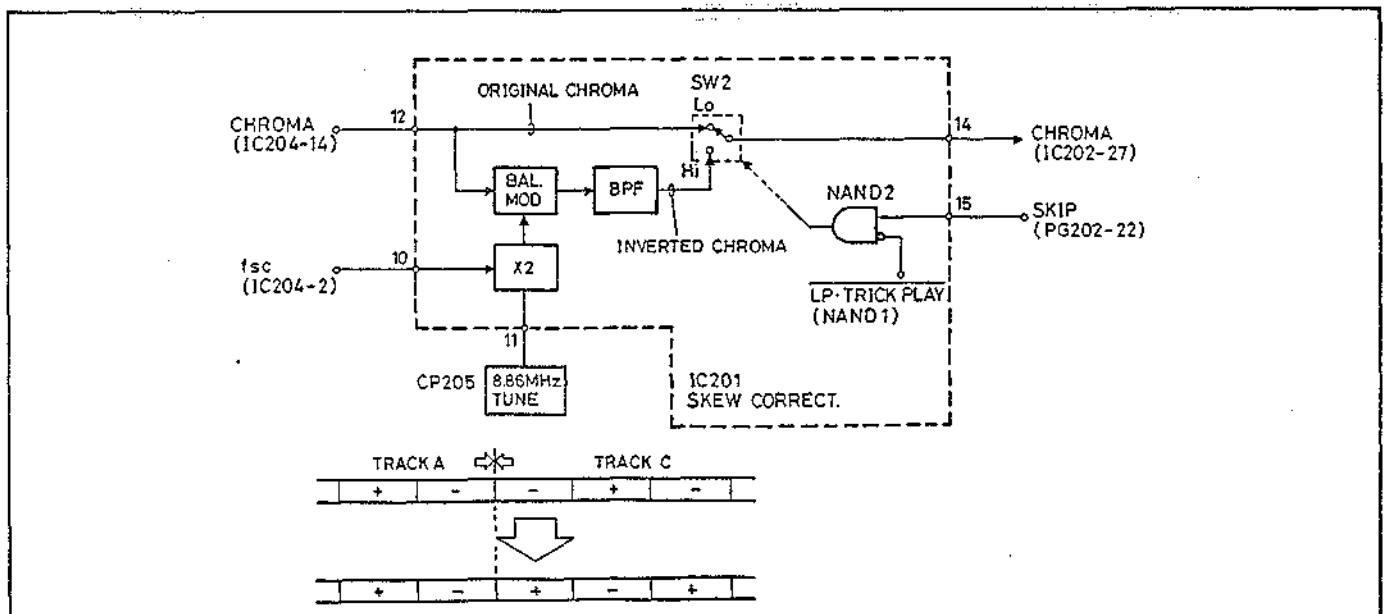 ORIGINAL CHROMA
SW2
Lo
CHROMA
(IC204-14)
12
14
CHROMA
(IC202-27)
Hi
BAL.
MOD
BPF
NAND2
15
SKIP
(PG202-22)
INVERTED CHROMA
fsc
(IC204-2)
10
X2
LP·TRICK PLAY
(NAND1)
11
CP205
8.86MHz
TUNE
IC201
SKEW CORRECT.
TRACK A
TRACK C
+ - - + -
+ - + - +